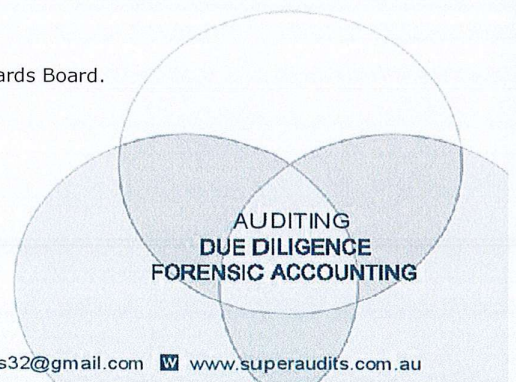 ards Board.
AUDITING
DUE DILIGENCE
FORENSIC ACCOUNTING
s32@gmail.com W www.superaudits.com.au